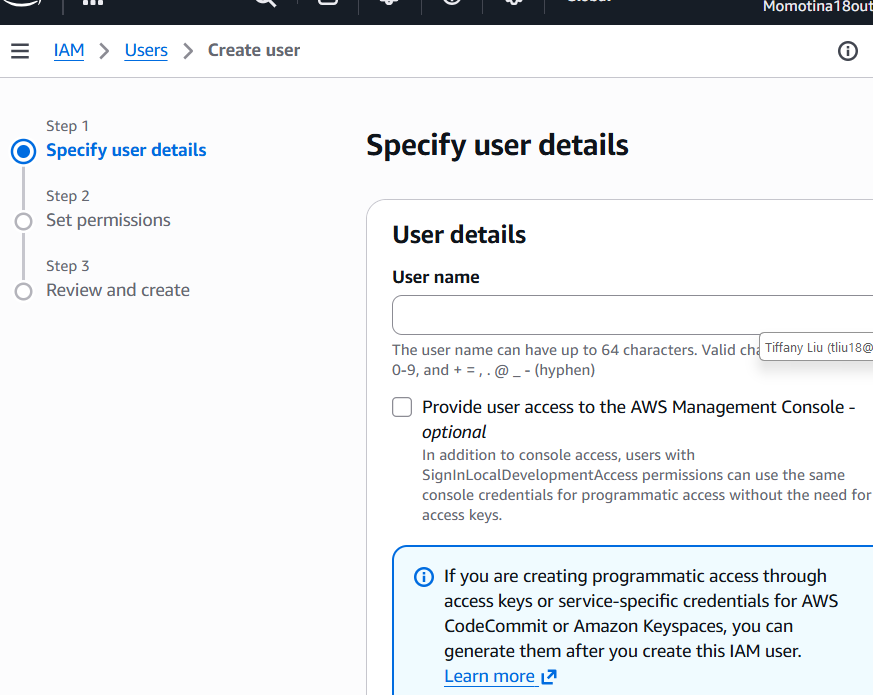 Momotina18out
IAM > Users > Create user
Step 1
Specify user details
Step 2
Set permissions
Step 3
Review and create
Specify user details
User details
User name
The user name can have up to 64 characters. Valid cha
Tiffany Liu (tliu18@
0-9, and + = , . @ _ - (hyphen)
Provide user access to the AWS Management Console -
optional
In addition to console access, users with
SignInLocalDevelopmentAccess permissions can use the same
console credentials for programmatic access without the need for
access keys.
If you are creating programmatic access through
access keys or service-specific credentials for AWS
CodeCommit or Amazon Keyspaces, you can
generate them after you create this IAM user.
Learn more